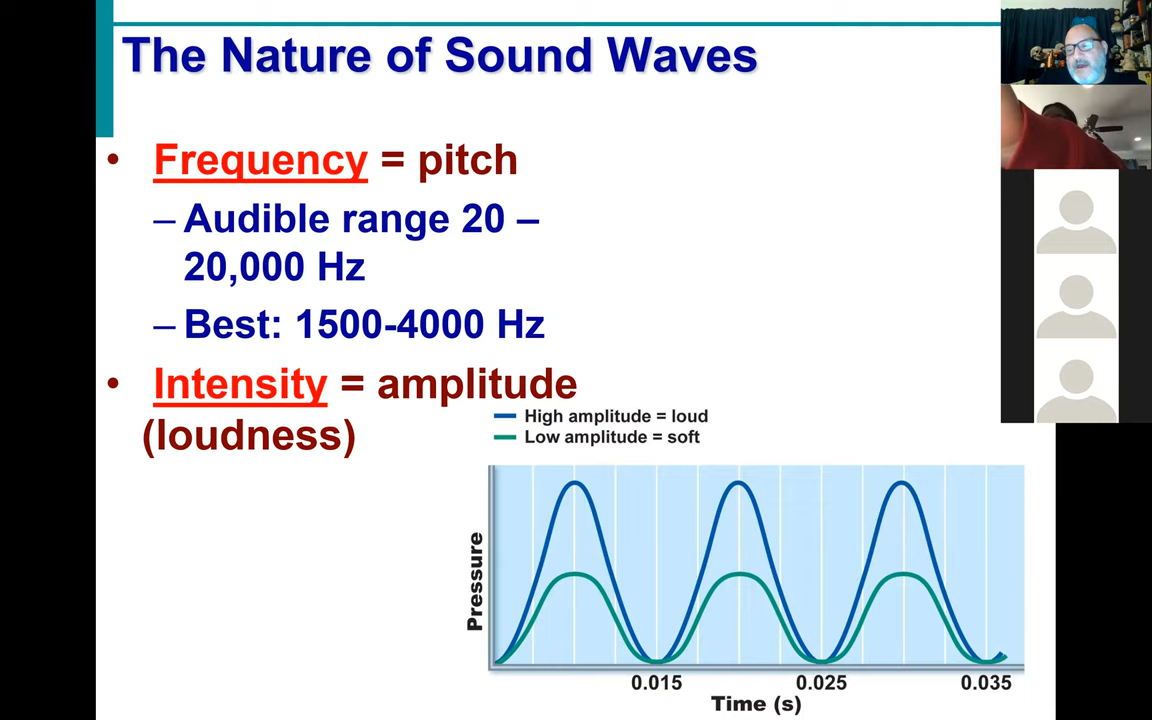 The Nature of Sound Waves
• Frequency = pitch
– Audible range 20 –
20,000 Hz
– Best: 1500-4000 Hz
• Intensity = amplitude
(loudness)
High amplitude = loud
Low amplitude = soft
Pressure
0.015 0.025 0.035
Time (s)